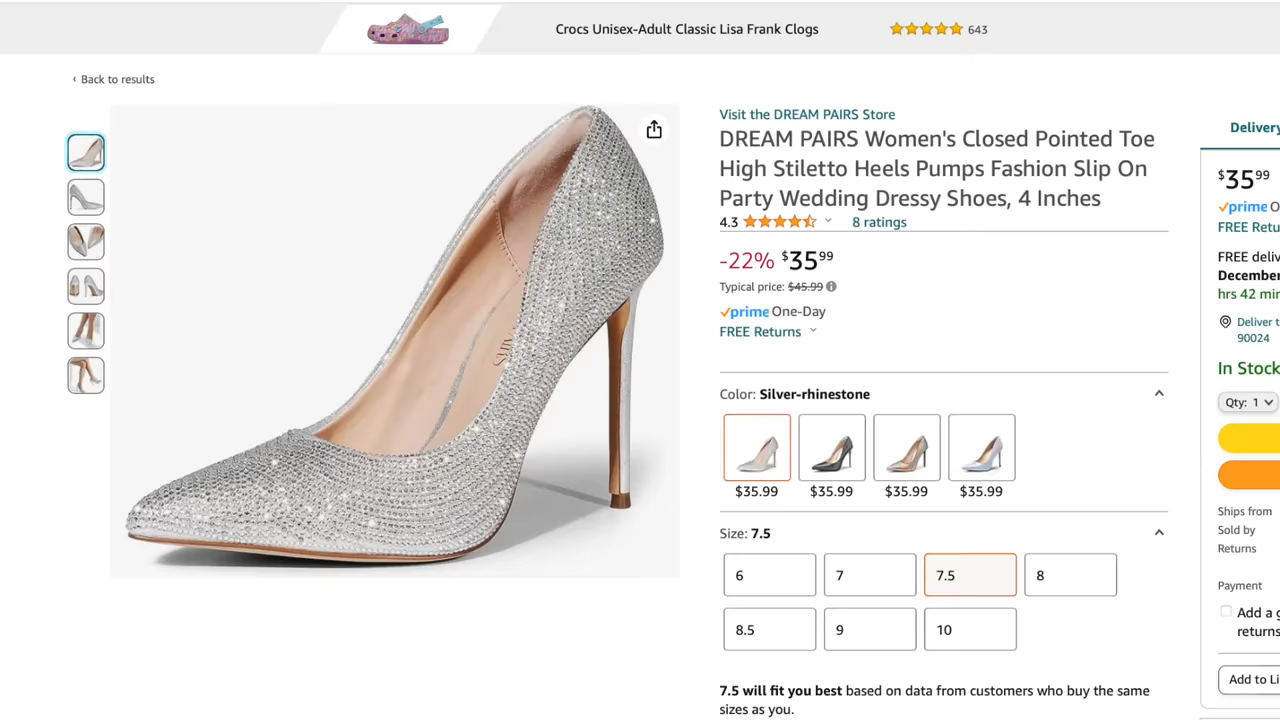 Crocs Unisex-Adult Classic Lisa Frank Clogs 643
‹ Back to results
Visit the DREAM PAIRS Store
DREAM PAIRS Women's Closed Pointed Toe
High Stiletto Heels Pumps Fashion Slip On
Party Wedding Dressy Shoes, 4 Inches
4.3 8 ratings
-22% $35.99
Typical price: $45.99
prime One-Day
FREE Returns
Color: Silver-rhinestone
$35.99 $35.99 $35.99 $35.99
Size: 7.5
6 7 7.5 8
8.5 9 10
7.5 will fit you best based on data from customers who buy the same
sizes as you.
Delivery
$35.99
prime O
FREE Retu
FREE deliv
December
hrs 42 min
Deliver t
90024
In Stock
Qty: 1
Ships from
Sold by
Returns
Payment
Add a g
returns
Add to Li